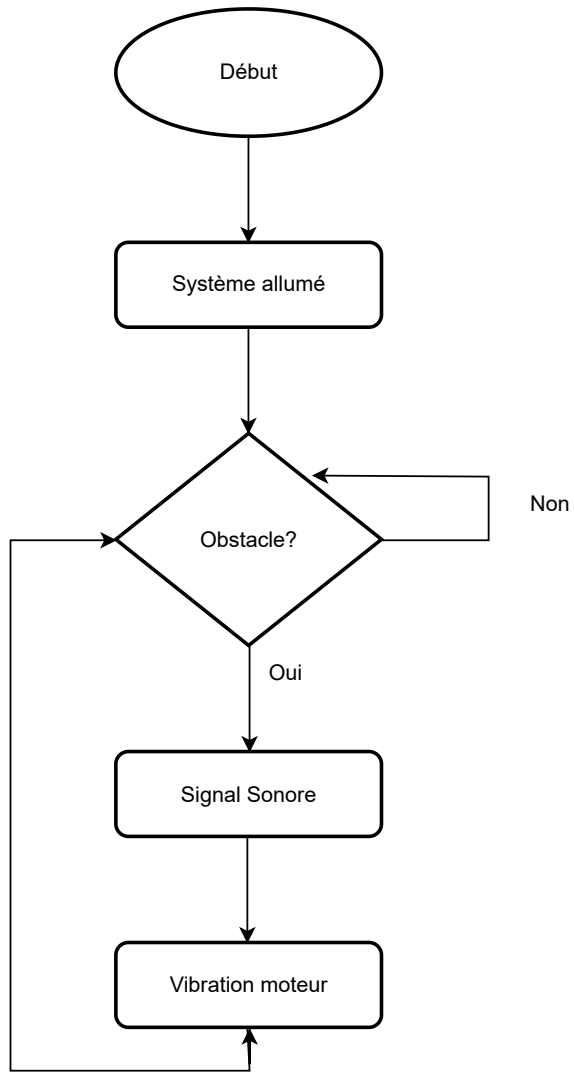 Début
Système allumé
Non
Obstacle?
Oui
Signal Sonore
Vibration moteur